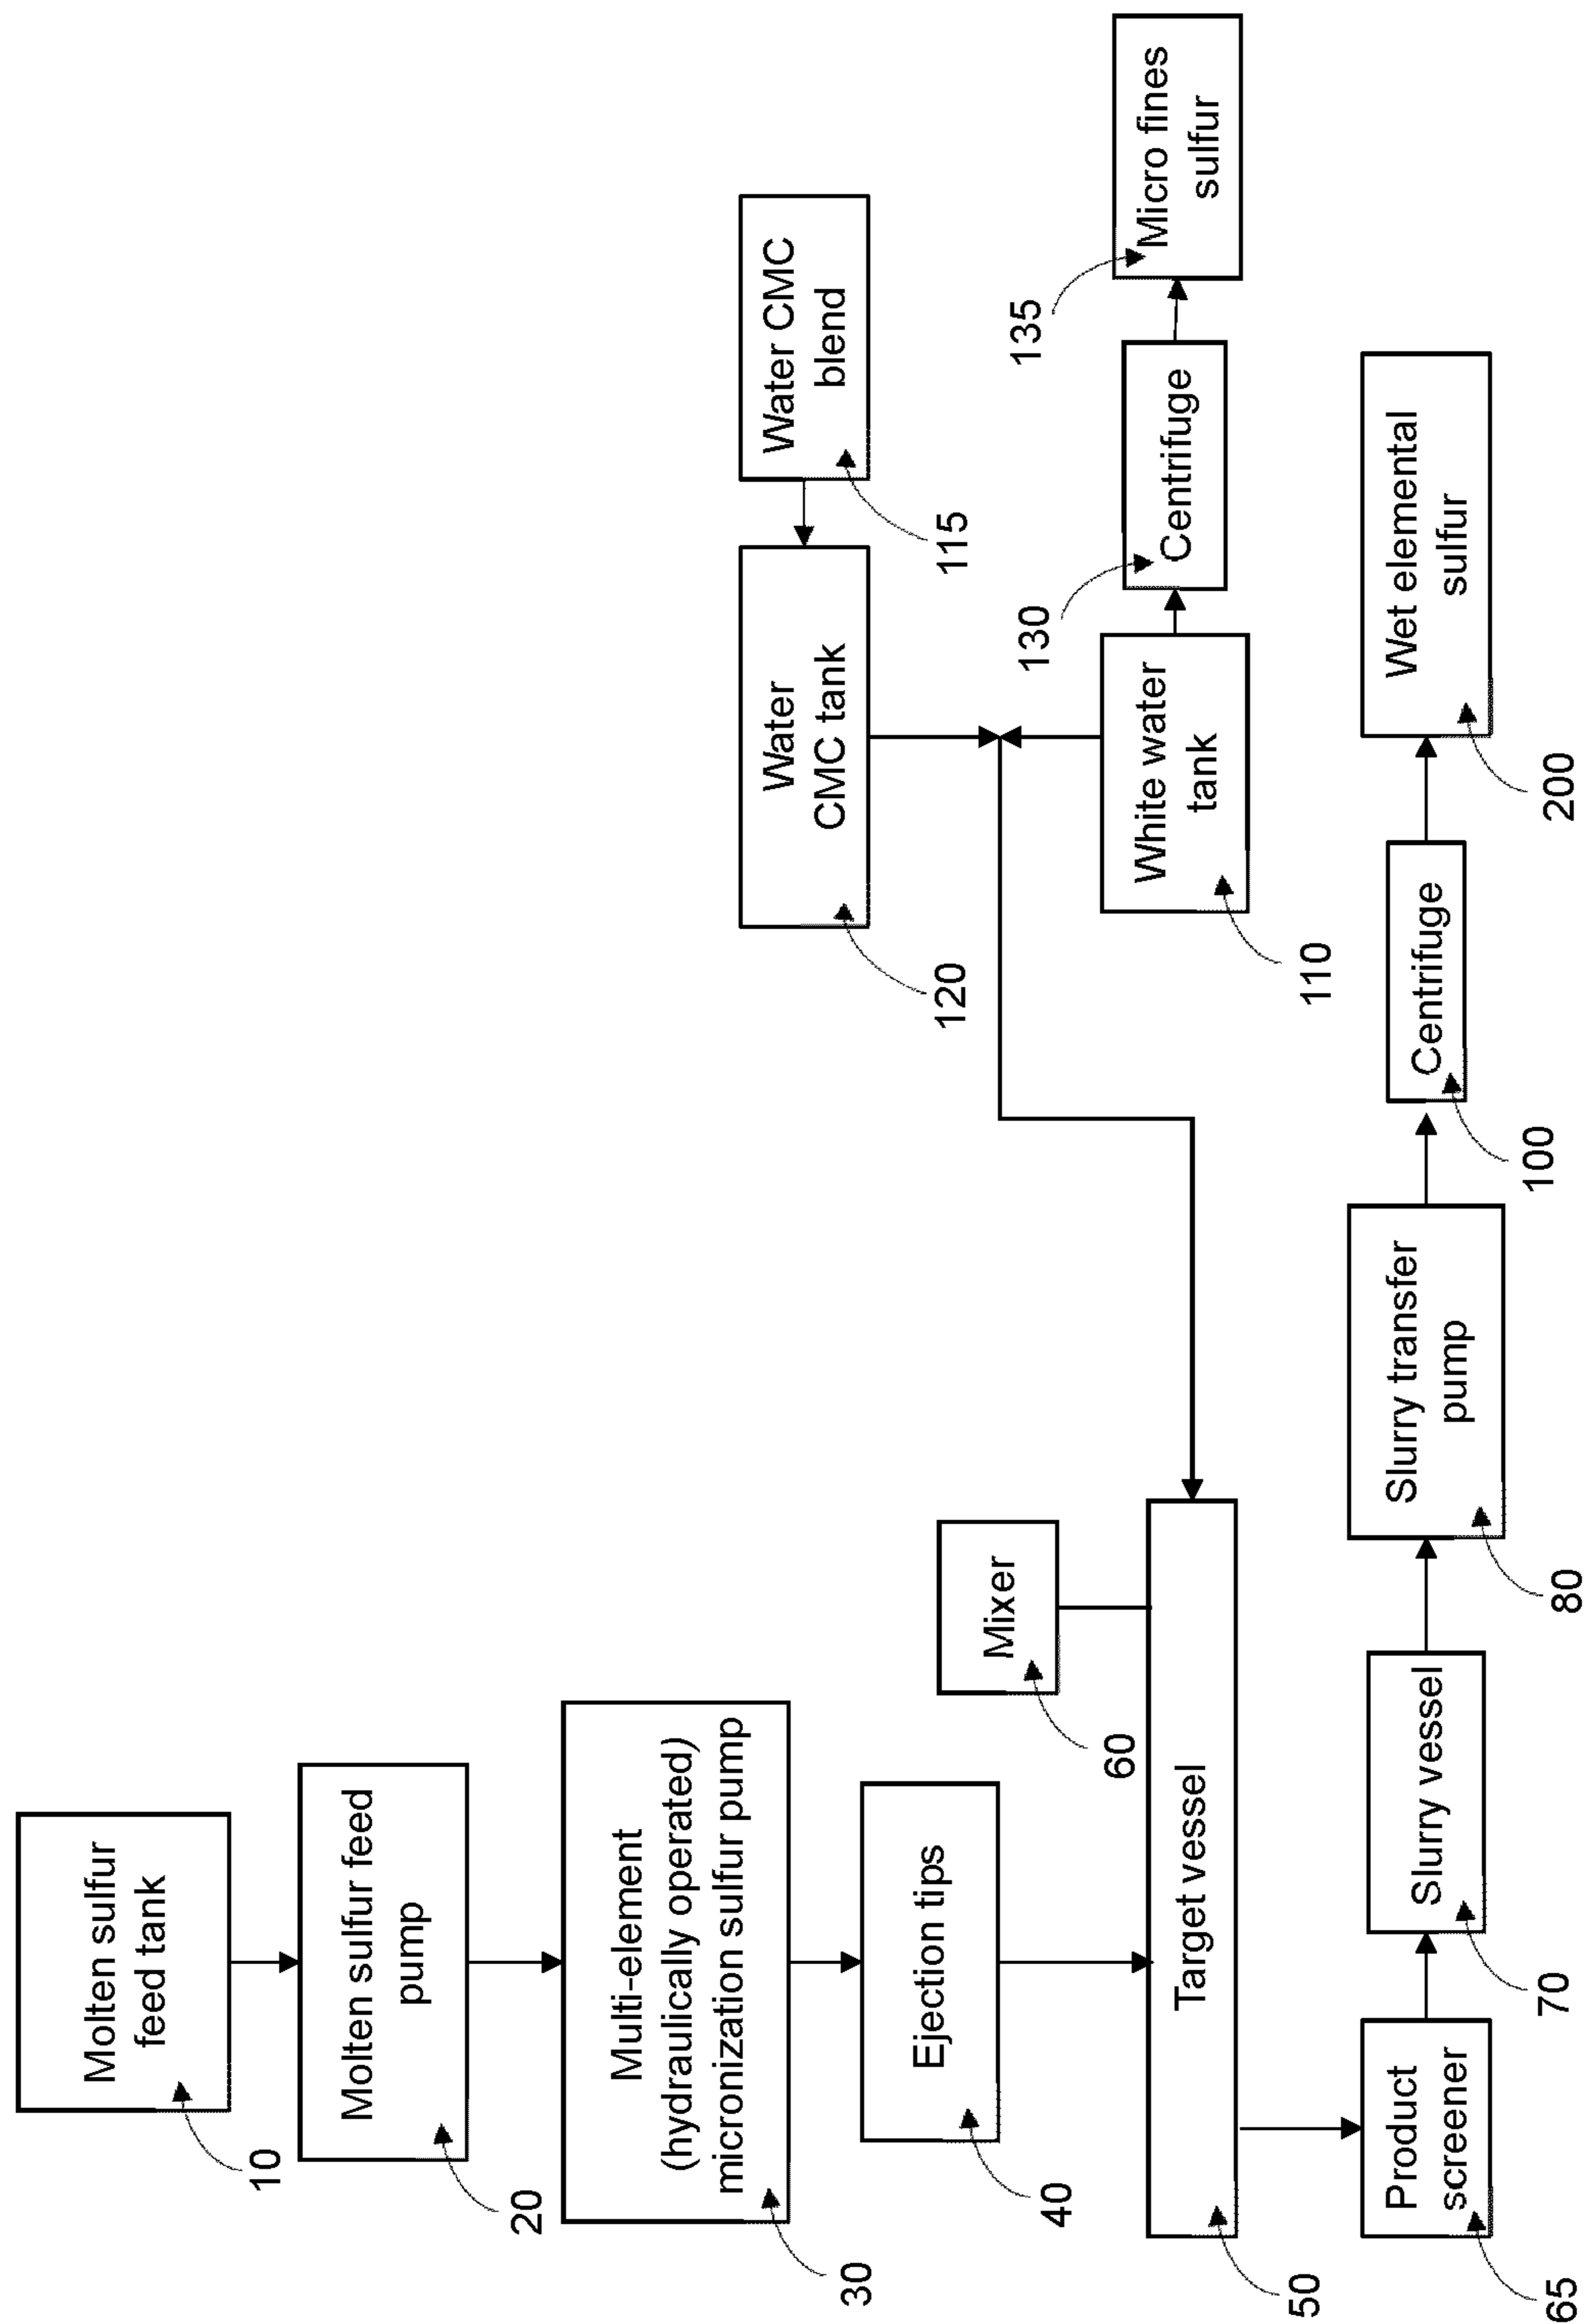 Molten sulfur
feed tank
10
Molten sulfur feed
pump
20
Multi-element
(hydraulically operated)
micronization sulfur pump
30
Ejection tips
40
Mixer
60
Target vessel
50
Water CMC
blend
115
Water
CMC tank
120
White water
tank
110
Centrifuge
130
Micro fines
sulfur
135
Product
screener
65
Slurry vessel
70
Slurry transfer
pump
80
Centrifuge
100
Wet elemental
sulfur
200